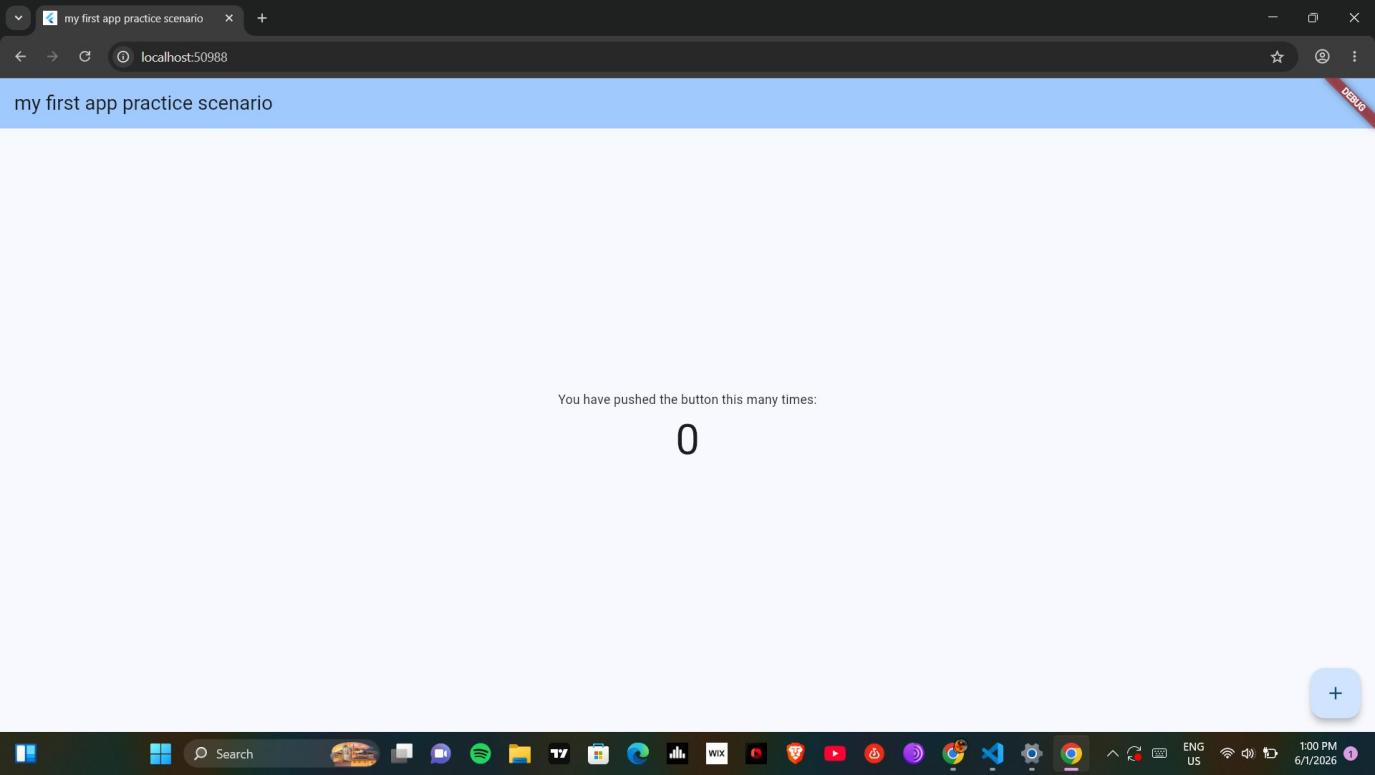 my first app practice scenario
localhost:50988
my first app practice scenario
DEBUG
You have pushed the button this many times:
0
Search
WIX
ENG
US
1:00 PM
6/1/2026
1